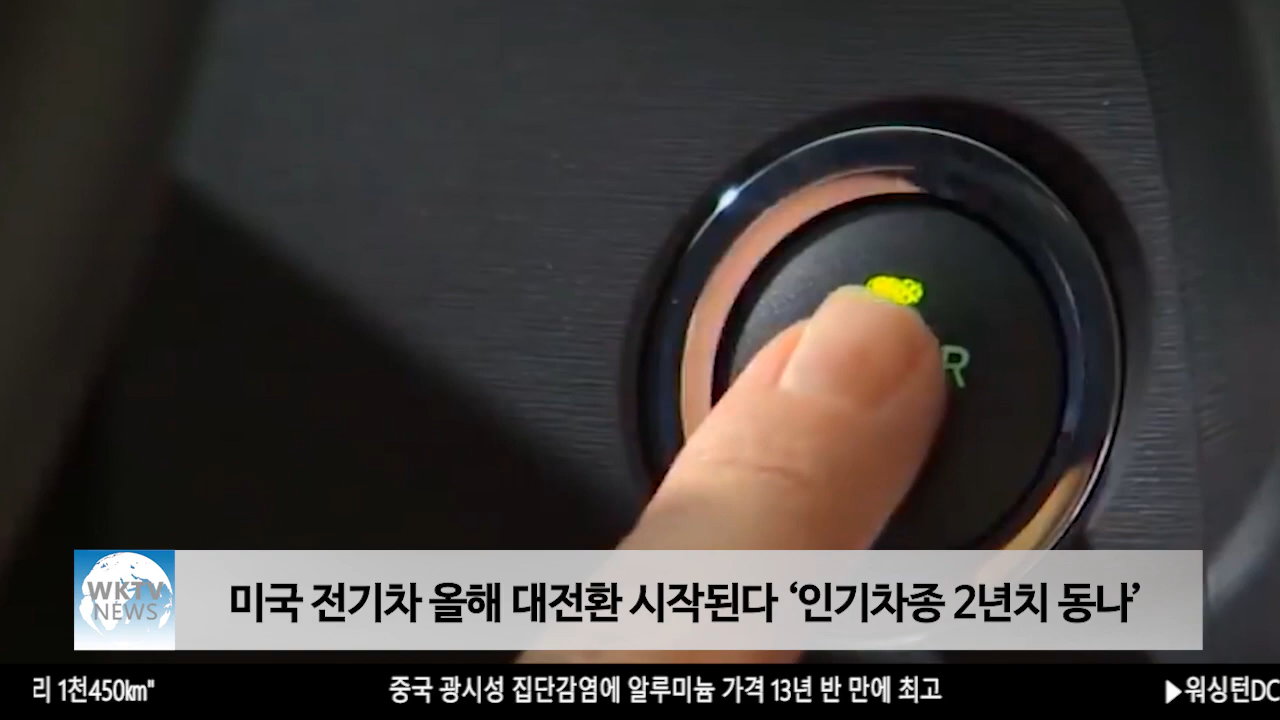 R
WKTV
NEWS
미국 전기차 올해 대전환 시작된다 ‘인기차종 2년치 동나’
리 1천450㎞" 중국 광시성 집단감염에 알루미늄 가격 13년 반 만에 최고 ▶워싱턴DC